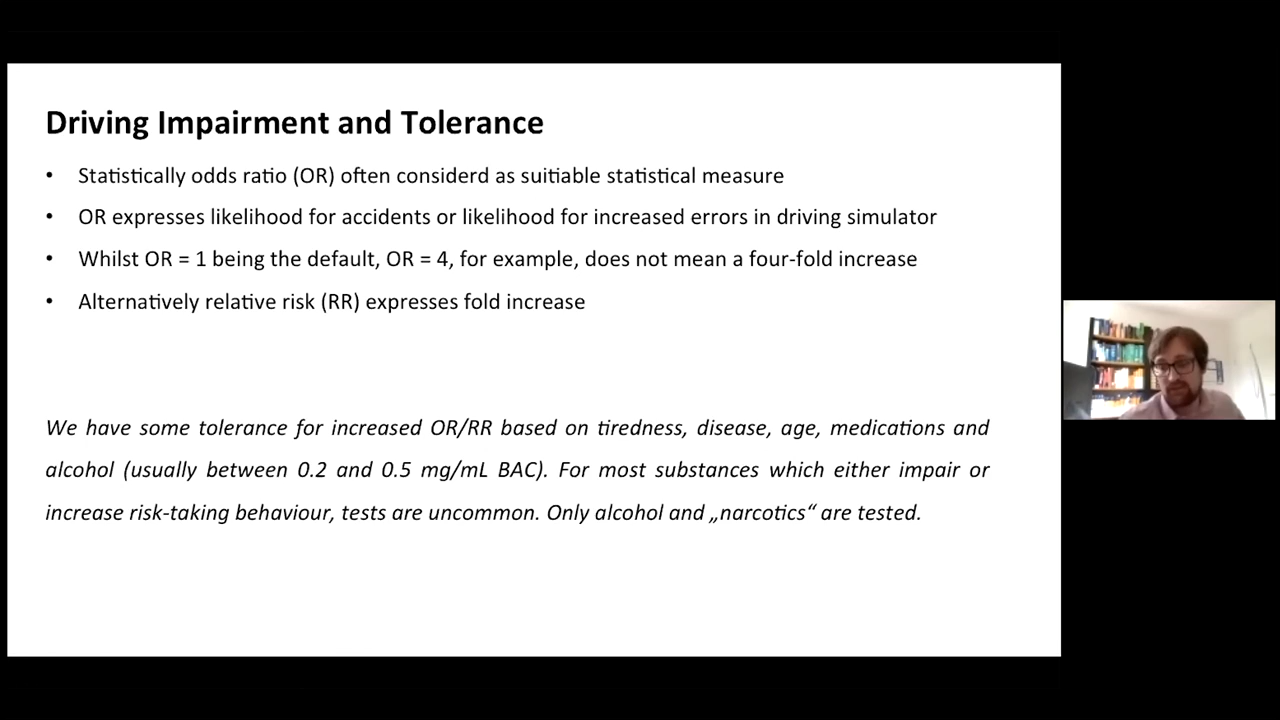 Driving Impairment and Tolerance
• Statistically odds ratio (OR) often considerd as suitiable statistical measure
• OR expresses likelihood for accidents or likelihood for increased errors in driving simulator
• Whilst OR = 1 being the default, OR = 4, for example, does not mean a four-fold increase
• Alternatively relative risk (RR) expresses fold increase
We have some tolerance for increased OR/RR based on tiredness, disease, age, medications and
alcohol (usually between 0.2 and 0.5 mg/mL BAC). For most substances which either impair or
increase risk-taking behaviour, tests are uncommon. Only alcohol and „narcotics“ are tested.